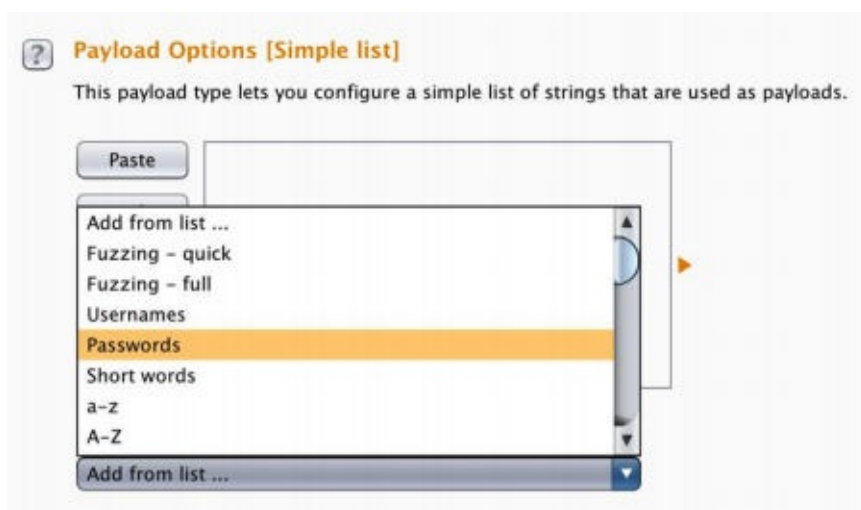 ?
Payload Options [Simple list]
This payload type lets you configure a simple list of strings that are used as payloads.
Paste
Add from list ...
Fuzzing – quick
Fuzzing – full
Usernames
Passwords
Short words
a–z
A–Z
Add from list ...